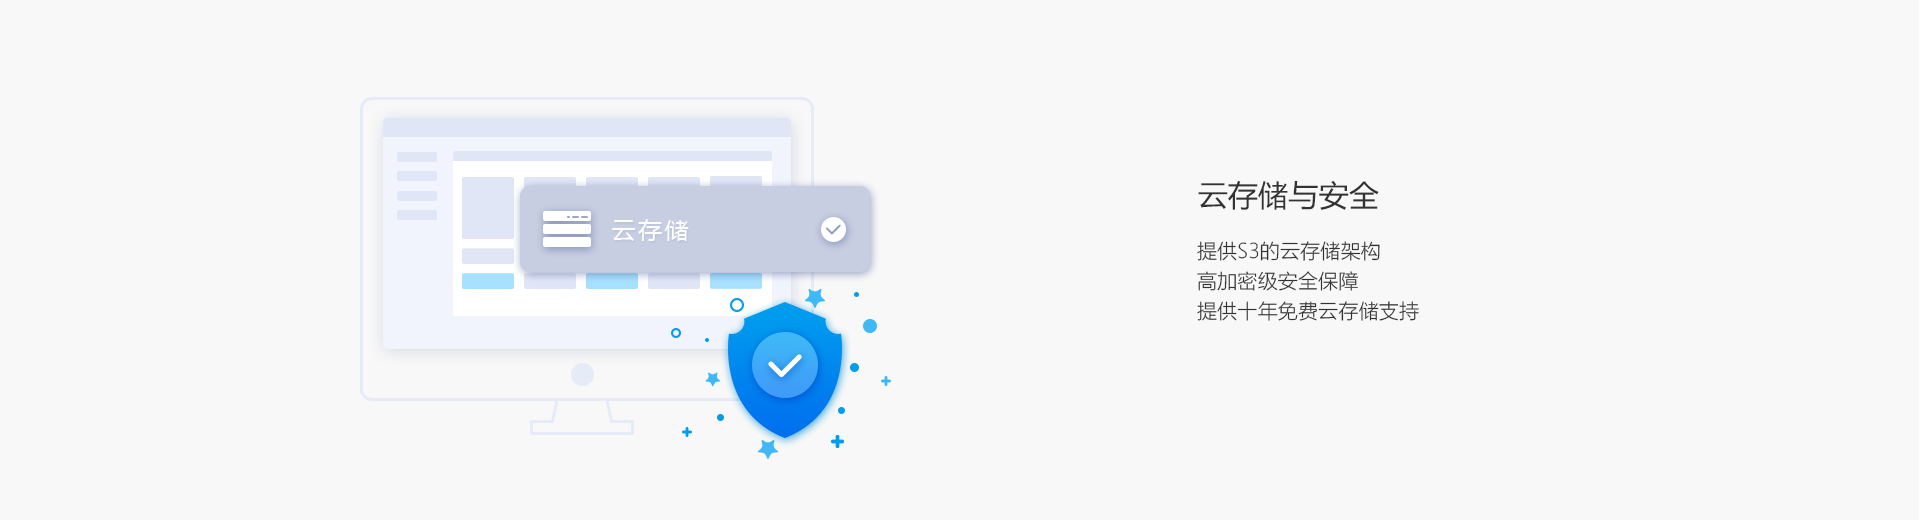 云存储
云存储与安全
提供S3的云存储架构
高加密级安全保障
提供十年免费云存储支持